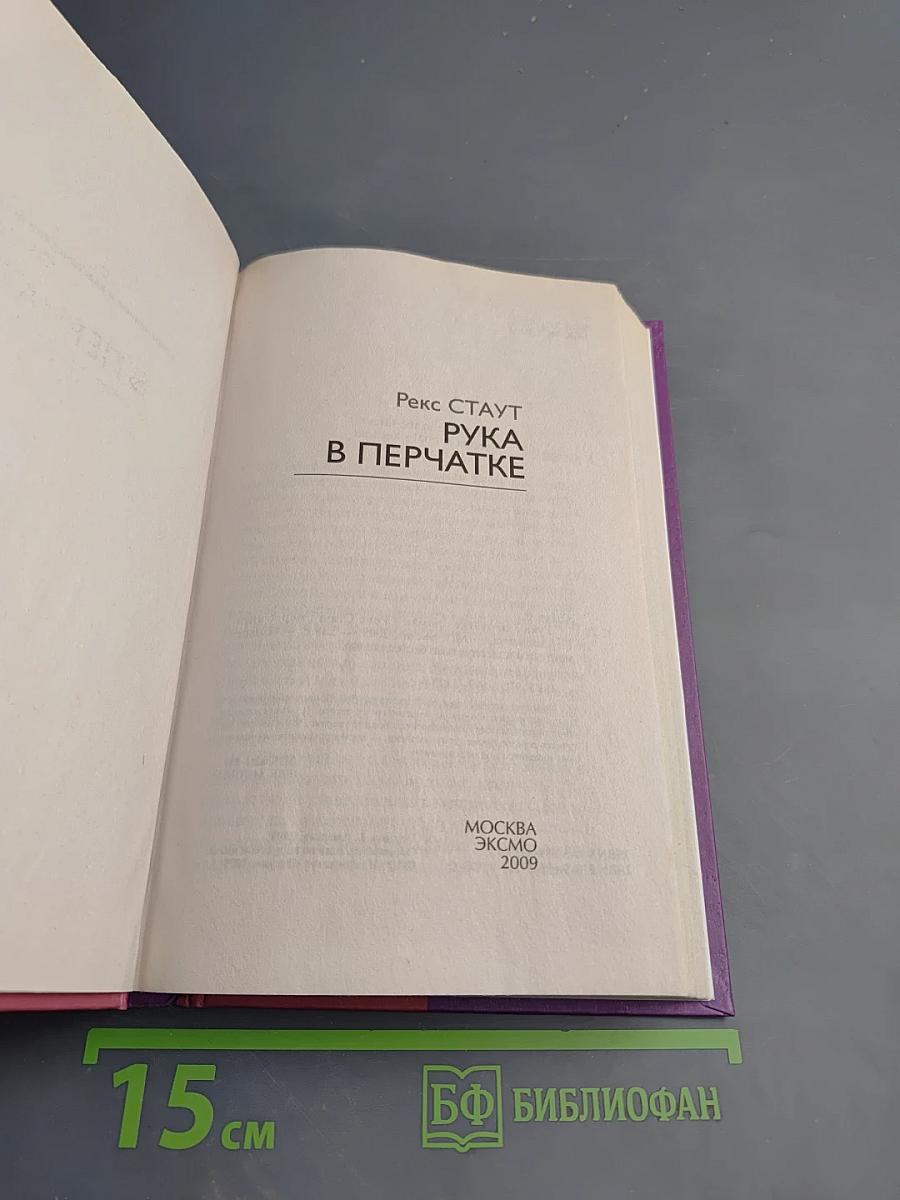 Рекс СТАУТ
РУКА
В ПЕРЧАТКЕ
МОСКВА
ЭКСМО
2009
15 см
БФ БИБЛИОФАН